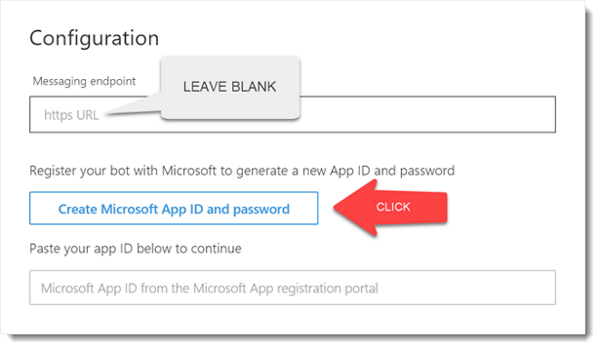 Configuration
Messaging endpoint
LEAVE BLANK
https URL
Register your bot with Microsoft to generate a new App ID and password
Create Microsoft App ID and password
CLICK
Paste your app ID below to continue
Microsoft App ID from the Microsoft App registration portal